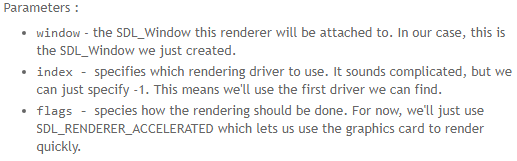 Parameters :
• window - the SDL_Window this renderer will be attached to. In our case, this is
the SDL_Window we just created.
• index - specifies which rendering driver to use. It sounds complicated, but we
can just specify -1. This means we'll use the first driver we can find.
• flags - species how the rendering should be done. For now, we'll just use
SDL_RENDERER_ACCELERATED which lets us use the graphics card to render
quickly.